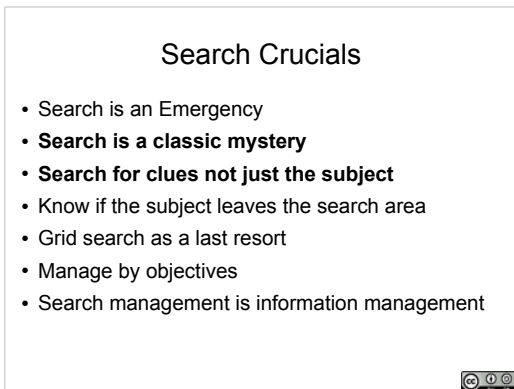 Search Crucials
• Search is an Emergency
• Search is a classic mystery
• Search for clues not just the subject
• Know if the subject leaves the search area
• Grid search as a last resort
• Manage by objectives
• Search management is information management
cc